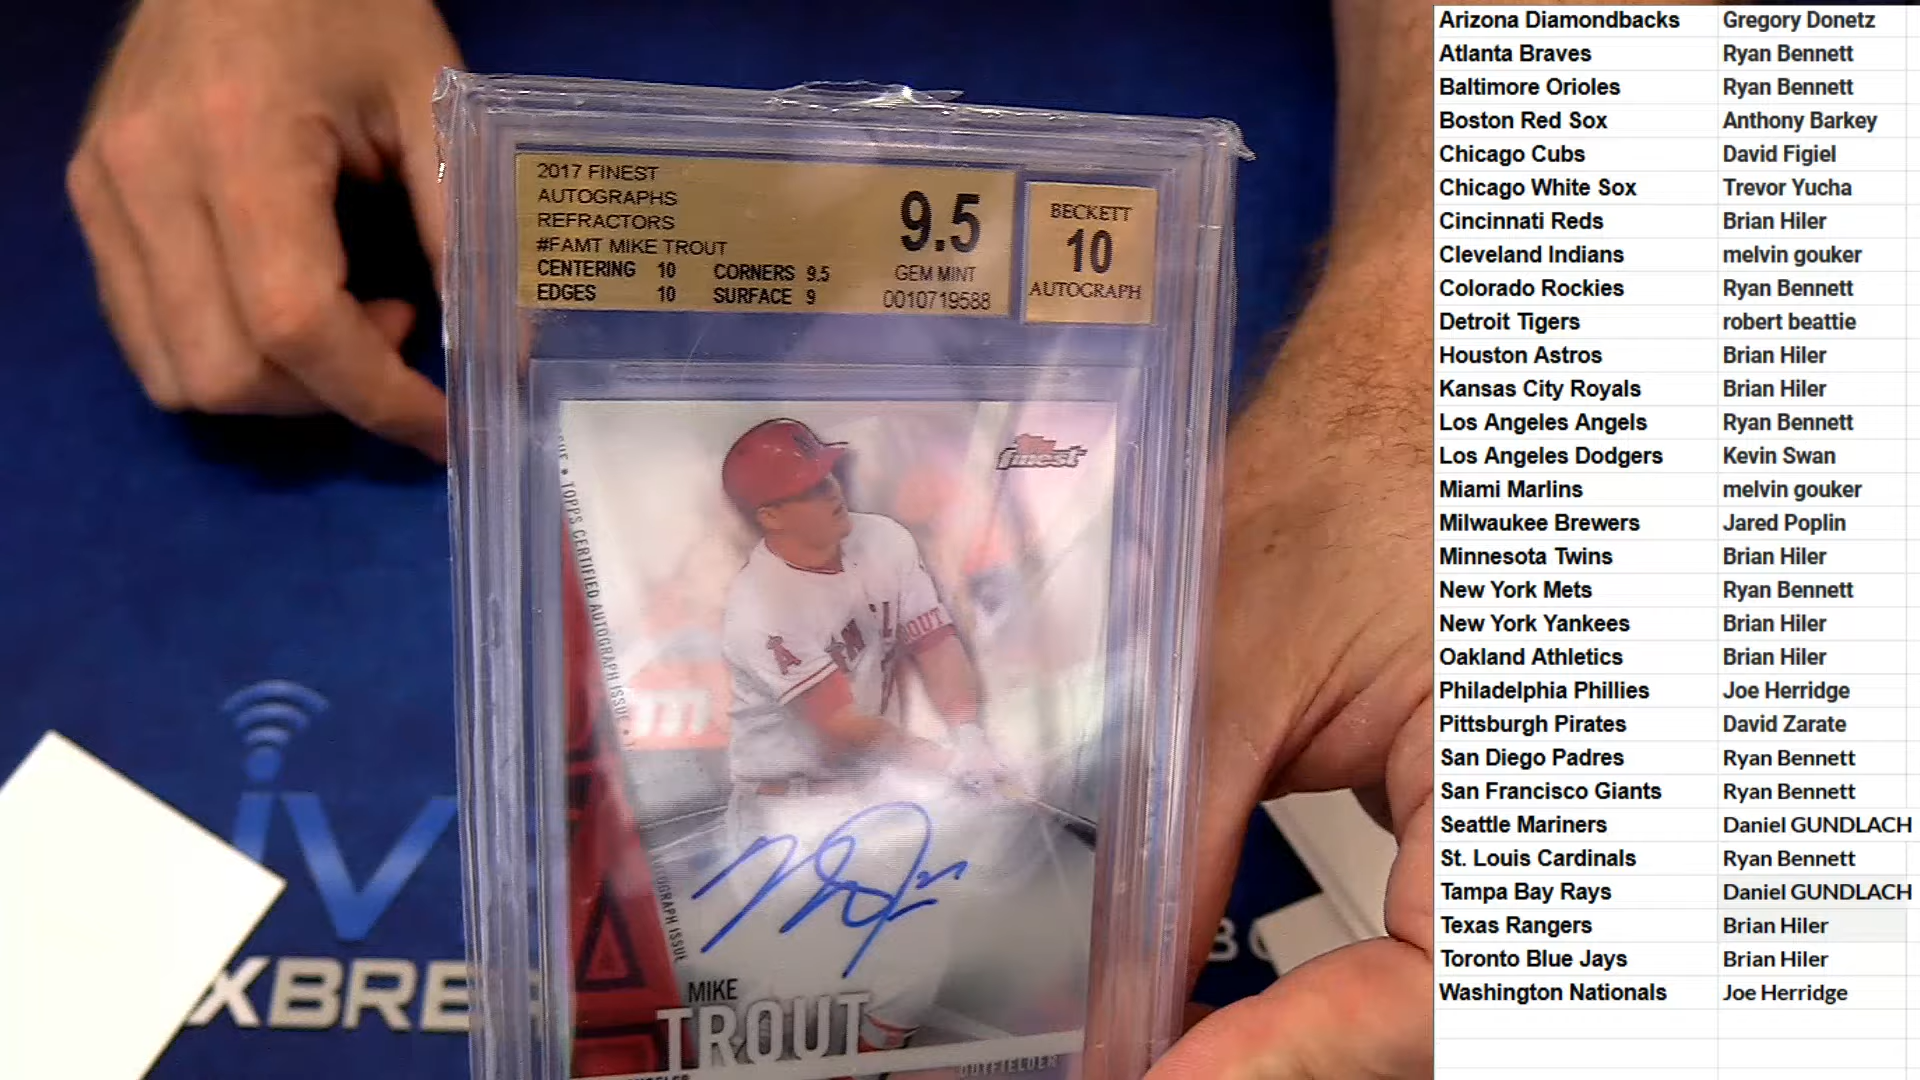 2017 FINEST
AUTOGRAPHS
REFRACTORS
#FAMT MIKE TROUT
CENTERING 10 CORNERS 9.5
EDGES 10 SURFACE 9
9.5
GEM MINT
0010719588
BECKETT
10
AUTOGRAPH
finest
TOPPS CERTIFIED AUTOGRAPH ISSUE
A
TROUT
MIKE
TROUT
OUTFIELDER
Arizona Diamondbacks Gregory Donetz
Atlanta Braves Ryan Bennett
Baltimore Orioles Ryan Bennett
Boston Red Sox Anthony Barkey
Chicago Cubs David Figiel
Chicago White Sox Trevor Yucha
Cincinnati Reds Brian Hiler
Cleveland Indians melvin gouker
Colorado Rockies Ryan Bennett
Detroit Tigers robert beattie
Houston Astros Brian Hiler
Kansas City Royals Brian Hiler
Los Angeles Angels Ryan Bennett
Los Angeles Dodgers Kevin Swan
Miami Marlins melvin gouker
Milwaukee Brewers Jared Poplin
Minnesota Twins Brian Hiler
New York Mets Ryan Bennett
New York Yankees Brian Hiler
Oakland Athletics Brian Hiler
Philadelphia Phillies Joe Herridge
Pittsburgh Pirates David Zarate
San Diego Padres Ryan Bennett
San Francisco Giants Ryan Bennett
Seattle Mariners Daniel GUNDLACH
St. Louis Cardinals Ryan Bennett
Tampa Bay Rays Daniel GUNDLACH
Texas Rangers Brian Hiler
Toronto Blue Jays Brian Hiler
Washington Nationals Joe Herridge